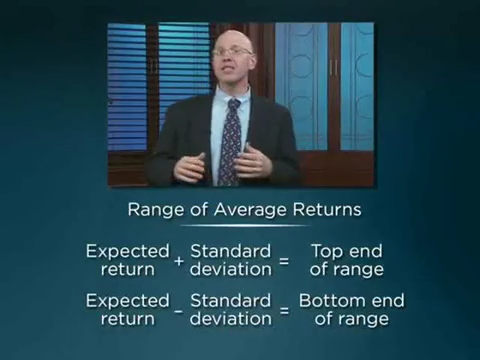 Range of Average Returns
Expected return + Standard deviation = Top end of range
Expected return – Standard deviation = Bottom end of range